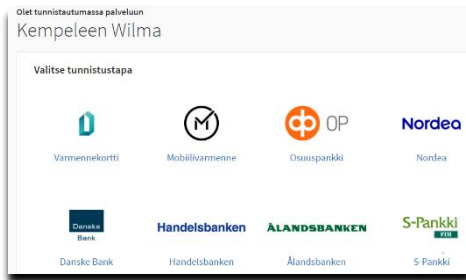 Olet tunnistautumassa palveluun
Kempeleen Wilma
Valitse tunnistustapa
OP
Nordea
Varmennekortti
Mobiilivarmenne
Osuuspankki
Nordea
Danske
Bank
Handelsbanken
ÅLANDSBANKEN
S-Pankki
Danske Bank
Handelsbanken
Ålandsbanken
S-Pankki